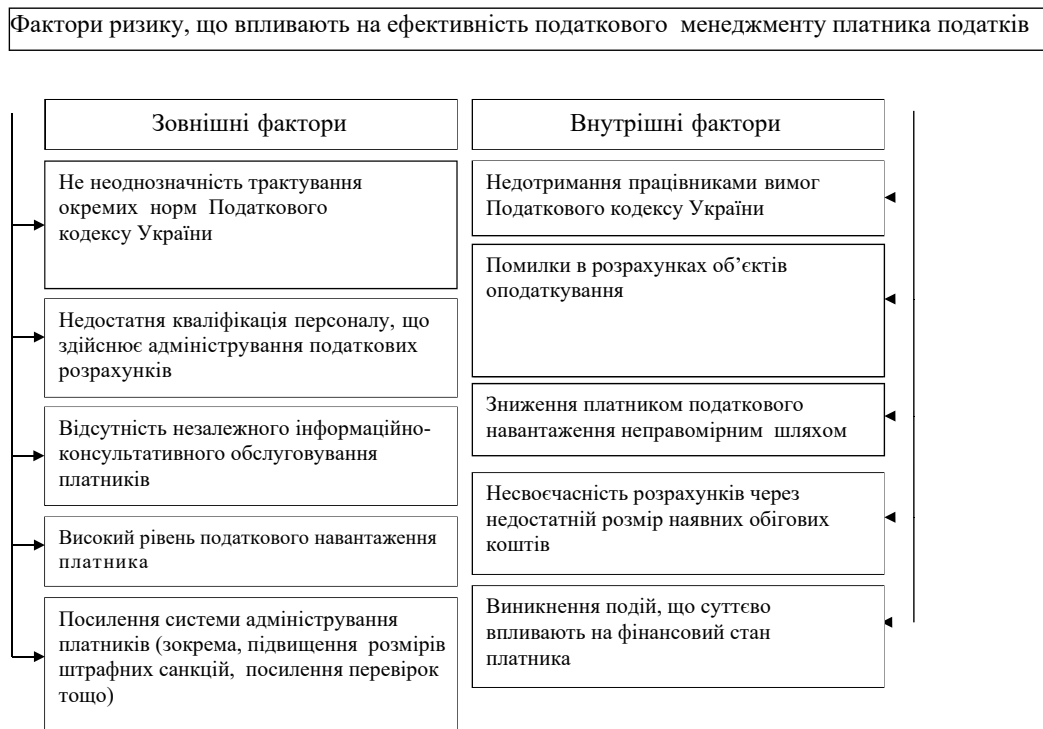 Фактори ризику, що впливають на ефективність податкового менеджменту платника податків
Зовнішні фактори
Не неоднозначність трактування
окремих норм Податкового
кодексу України
Недостатня кваліфікація персоналу, що
здійснює адміністрування податкових
розрахунків
Відсутність незалежного інформаційно-
консультативного обслуговування
платників
Високий рівень податкового навантаження
платника
Посилення системи адміністрування
платників (зокрема, підвищення розмірів
штрафних санкцій, посилення перевірок
тощо)
Внутрішні фактори
Недотримання працівниками вимог
Податкового кодексу України
Помилки в розрахунках об’єктів
оподаткування
Зниження платником податкового
навантаження неправомірним шляхом
Несвоєчасність розрахунків через
недостатній розмір наявних обігових
коштів
Виникнення подій, що суттєво
впливають на фінансовий стан
платника